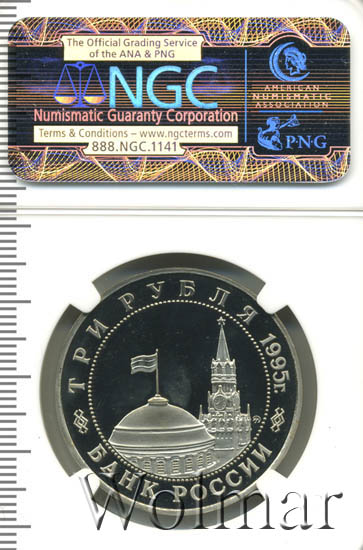 The Official Grading Service
of the ANA & PNG
NGC
Numismatic Guaranty Corporation
Terms & Conditions – www.ngcterms.com
888.NGC.1141
AMERICAN
NUMISMATIC
ASSOCIATION
P·N·G
ТРИ РУБЛЯ 1995г.
БАНК РОССИИ
Wolmar